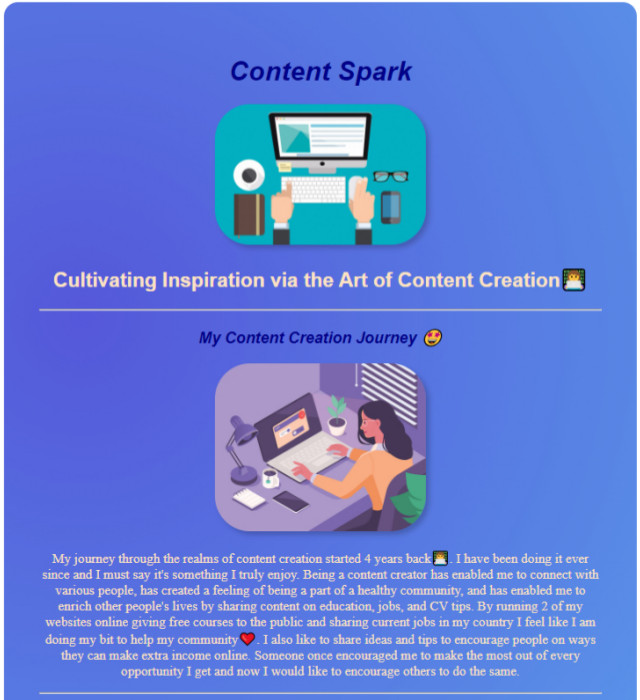 Content Spark
Cultivating Inspiration via the Art of Content Creation👨‍💻
My Content Creation Journey 😍
My journey through the realms of content creation started 4 years back👨‍💻. I have been doing it ever
since and I must say it's something I truly enjoy. Being a content creator has enabled me to connect with
various people, has created a feeling of being a part of a healthy community, and has enabled me to
enrich other people's lives by sharing content on education, jobs, and CV tips. By running 2 of my
websites online giving free courses to the public and sharing current jobs in my country I feel like I am
doing my bit to help my community❤️. I also like to share ideas and tips to encourage people on ways
they can make extra income online. Someone once encouraged me to make the most out of every
opportunity I get and now I would like to encourage others to do the same.